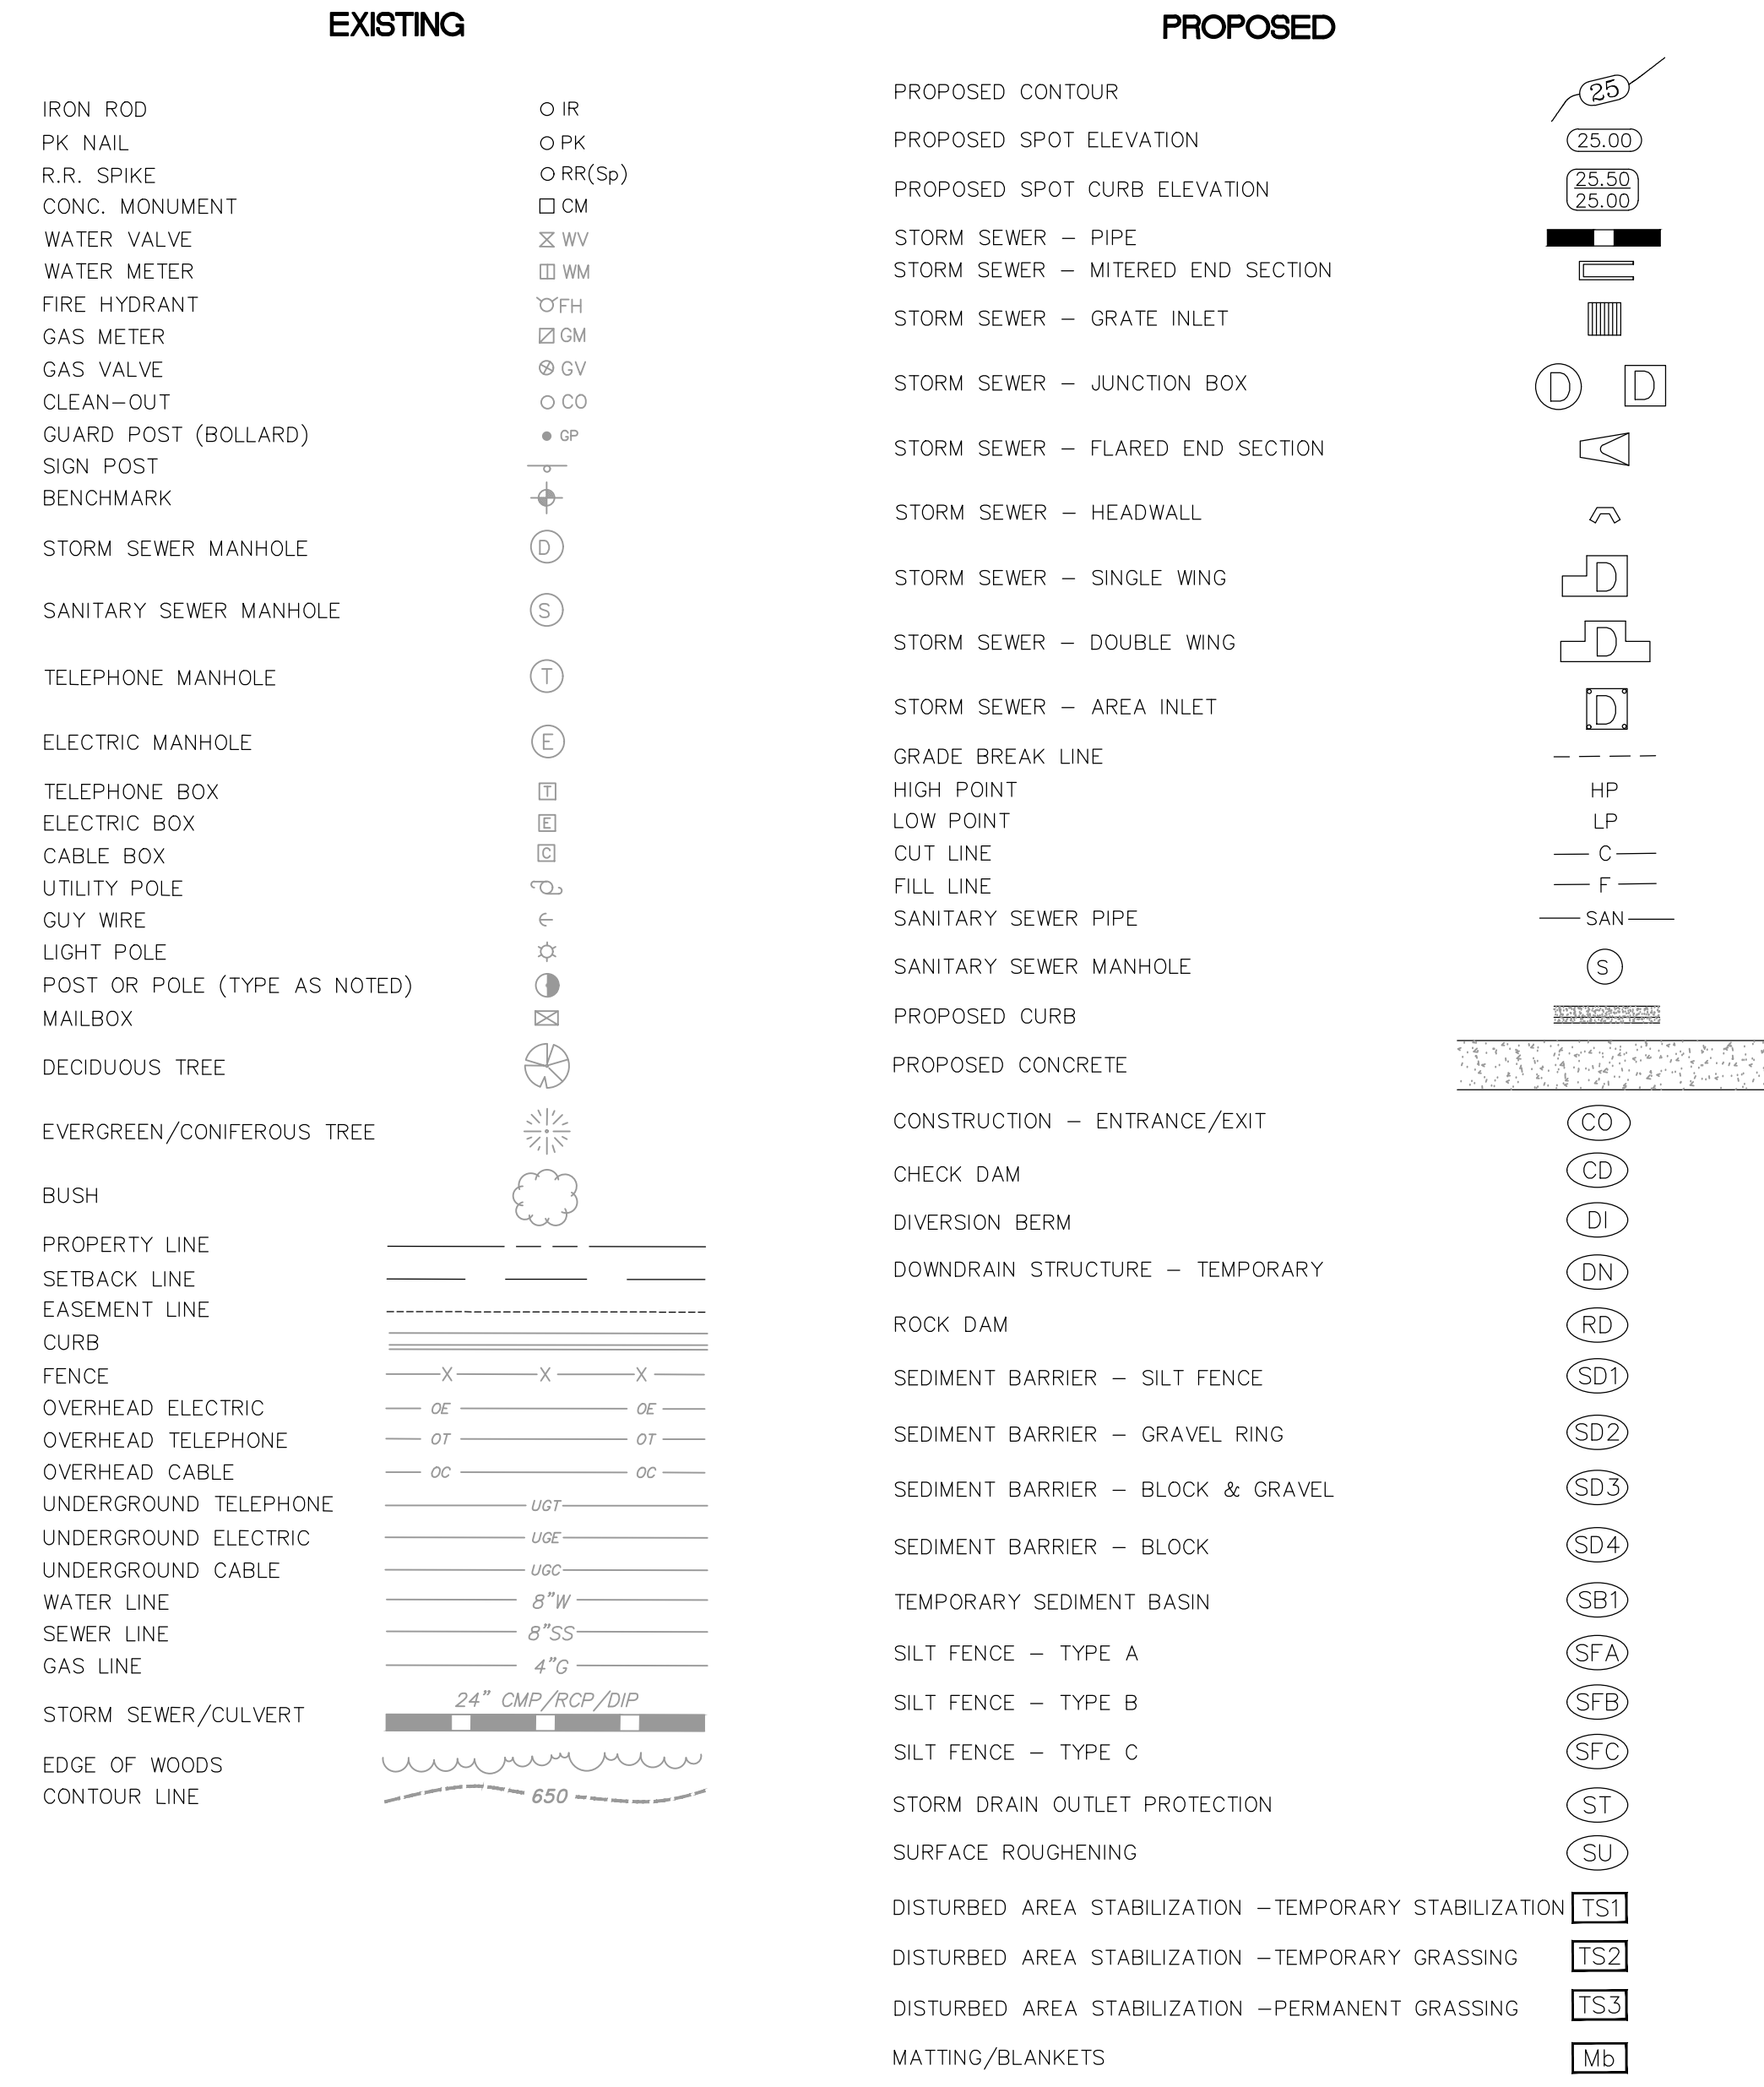 EXISTING
IRON ROD IR
PK NAIL PK
R.R. SPIKE RR(Sp)
CONC. MONUMENT CM
WATER VALVE WV
WATER METER WM
FIRE HYDRANT FH
GAS METER GM
GAS VALVE GV
CLEAN-OUT CO
GUARD POST (BOLLARD) GP
SIGN POST
BENCHMARK
STORM SEWER MANHOLE D
SANITARY SEWER MANHOLE S
TELEPHONE MANHOLE T
ELECTRIC MANHOLE E
TELEPHONE BOX T
ELECTRIC BOX E
CABLE BOX C
UTILITY POLE
GUY WIRE
LIGHT POLE
POST OR POLE (TYPE AS NOTED)
MAILBOX
DECIDUOUS TREE
EVERGREEN/CONIFEROUS TREE
BUSH
PROPERTY LINE
SETBACK LINE
EASEMENT LINE
CURB
FENCE X X X
OVERHEAD ELECTRIC OE OE
OVERHEAD TELEPHONE OT OT
OVERHEAD CABLE OC OC
UNDERGROUND TELEPHONE UGT
UNDERGROUND ELECTRIC UGE
UNDERGROUND CABLE UGC
WATER LINE 8"W
SEWER LINE 8"SS
GAS LINE 4"G
24" CMP/RCP/DIP
STORM SEWER/CULVERT
EDGE OF WOODS
CONTOUR LINE 650
PROPOSED
PROPOSED CONTOUR 25
PROPOSED SPOT ELEVATION 25.00
PROPOSED SPOT CURB ELEVATION 25.50
25.00
STORM SEWER - PIPE
STORM SEWER - MITERED END SECTION
STORM SEWER - GRATE INLET
STORM SEWER - JUNCTION BOX D D
STORM SEWER - FLARED END SECTION
STORM SEWER - HEADWALL
STORM SEWER - SINGLE WING D
STORM SEWER - DOUBLE WING D
STORM SEWER - AREA INLET D
GRADE BREAK LINE
HIGH POINT HP
LOW POINT LP
CUT LINE C
FILL LINE F
SANITARY SEWER PIPE SAN
SANITARY SEWER MANHOLE S
PROPOSED CURB
PROPOSED CONCRETE
CONSTRUCTION - ENTRANCE/EXIT CO
CHECK DAM CD
DIVERSION BERM DI
DOWNDRAIN STRUCTURE - TEMPORARY DN
ROCK DAM RD
SEDIMENT BARRIER - SILT FENCE SD1
SEDIMENT BARRIER - GRAVEL RING SD2
SEDIMENT BARRIER - BLOCK & GRAVEL SD3
SEDIMENT BARRIER - BLOCK SD4
TEMPORARY SEDIMENT BASIN SB1
SILT FENCE - TYPE A SFA
SILT FENCE - TYPE B SFB
SILT FENCE - TYPE C SFC
STORM DRAIN OUTLET PROTECTION ST
SURFACE ROUGHENING SU
DISTURBED AREA STABILIZATION -TEMPORARY STABILIZATION TS1
DISTURBED AREA STABILIZATION -TEMPORARY GRASSING TS2
DISTURBED AREA STABILIZATION -PERMANENT GRASSING TS3
MATTING/BLANKETS Mb